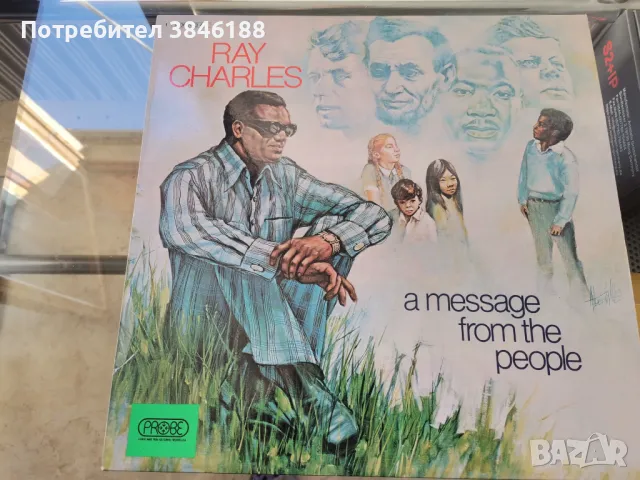 Потребител 3846188
RAY
CHARLES
a message
from the
people
PROBE
BAZAR